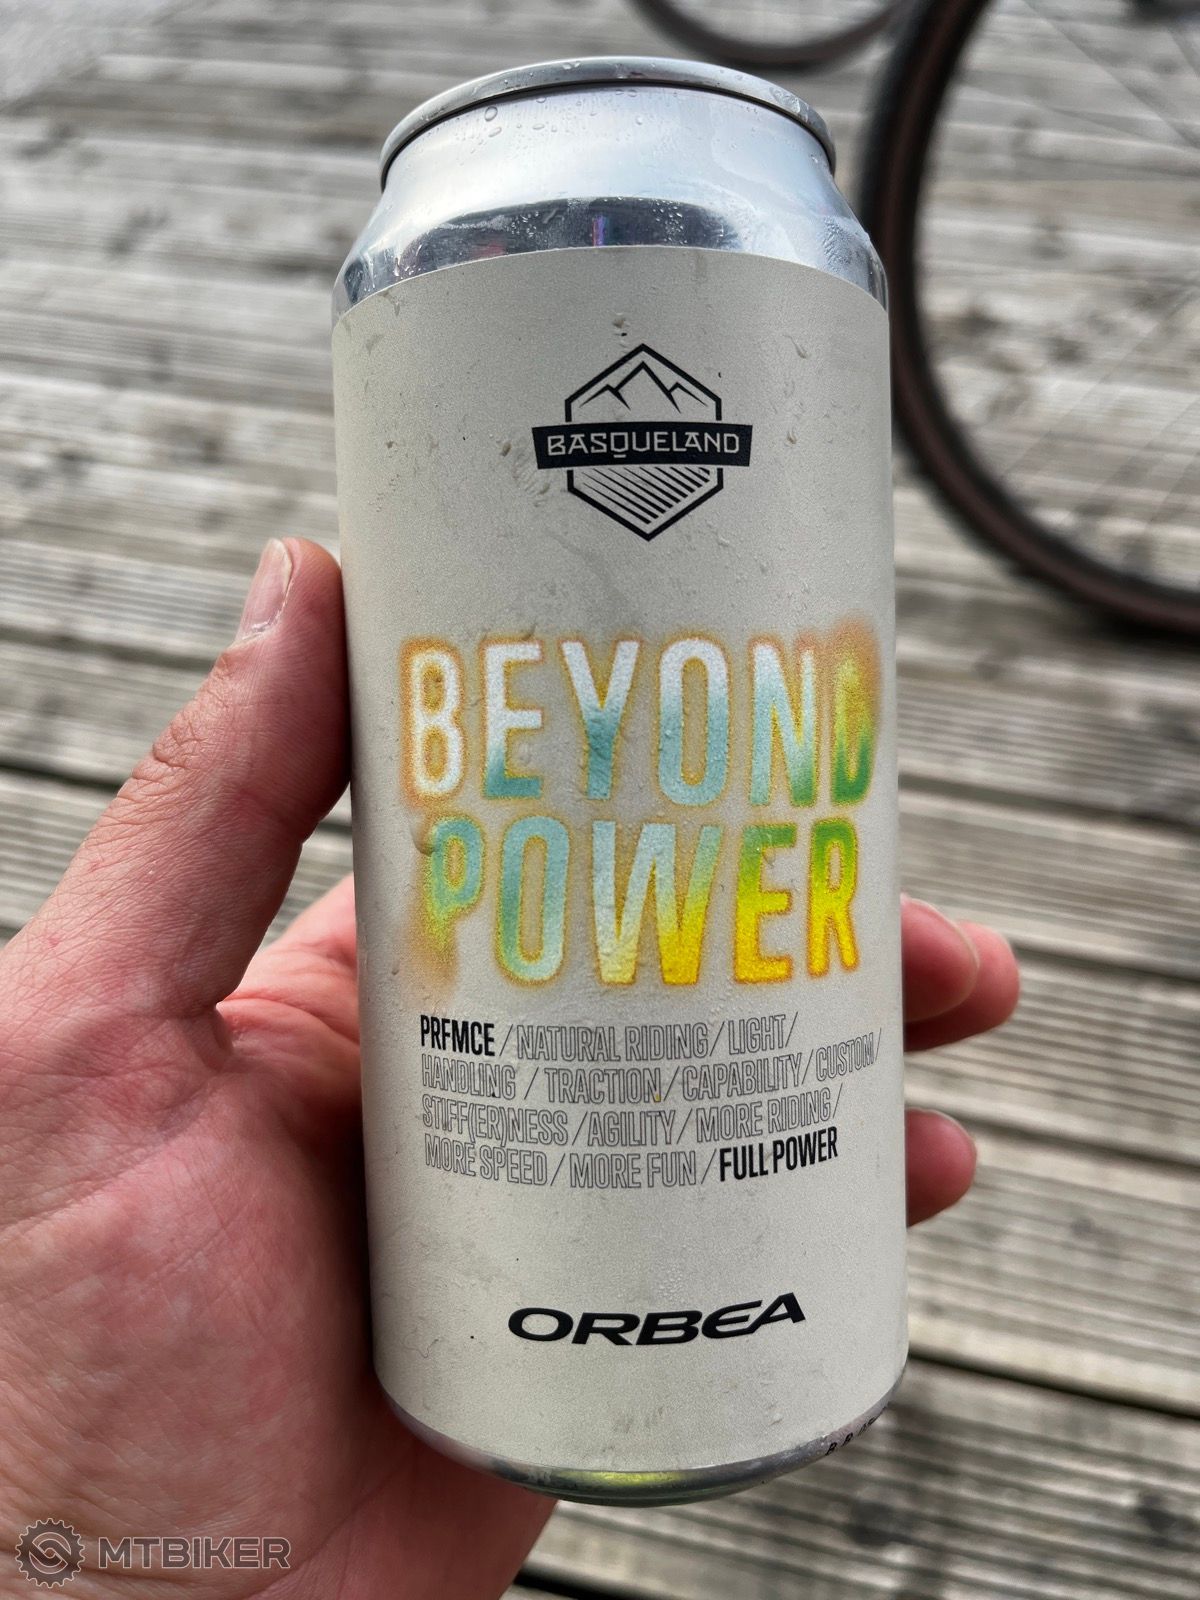 BASQUELAND
BEYOND
POWER
PRFMCE / NATURAL RIDING / LIGHT /
HANDLING / TRACTION / CAPABILITY / CUSTOM /
STIFF(ER)NESS / AGILITY / MORE RIDING /
MORE SPEED / MORE FUN / FULL POWER
ORBEA
MTBIKER